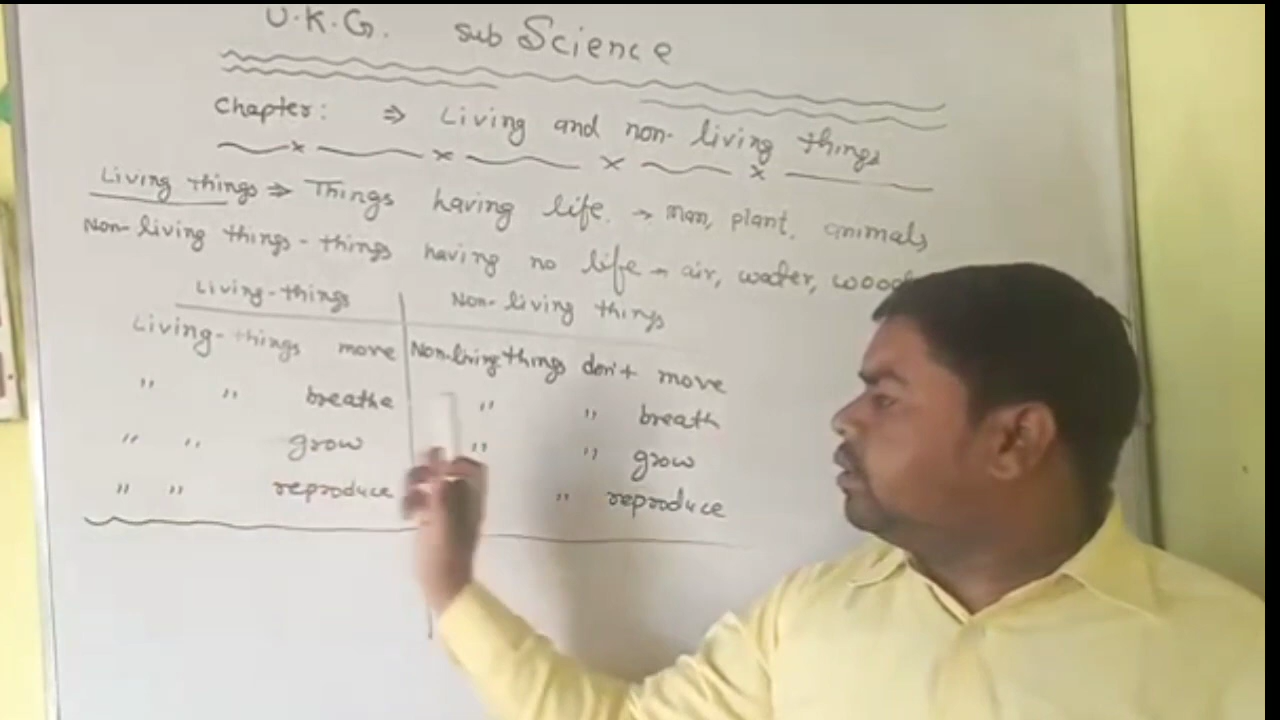 U.K.G. sub Science
Chapter: ⇒ Living and non-living things
Living things ⇒ Things having life. → Man, plant, animals
Non-living things - things having no life → air, water,
Living-things Non-living things
Living-things move Non-living things don't move
" " breathe " " breath
" " grow " " grow
" " reproduce " reproduce